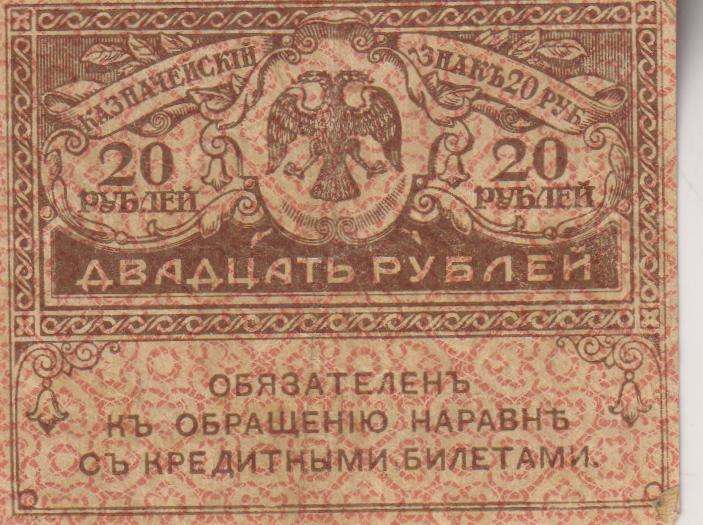 КАЗНАЧЕЙСКІЙ ЗНАКЪ 20 РУБ.
20 РУБЛЕЙ
20 РУБЛЕЙ
ДВАДЦАТЬ РУБЛЕЙ
ОБЯЗАТЕЛЕНЪ
КЪ ОБРАЩЕНІЮ НАРАВНѢ
СЪ КРЕДИТНЫМИ БИЛЕТАМИ.